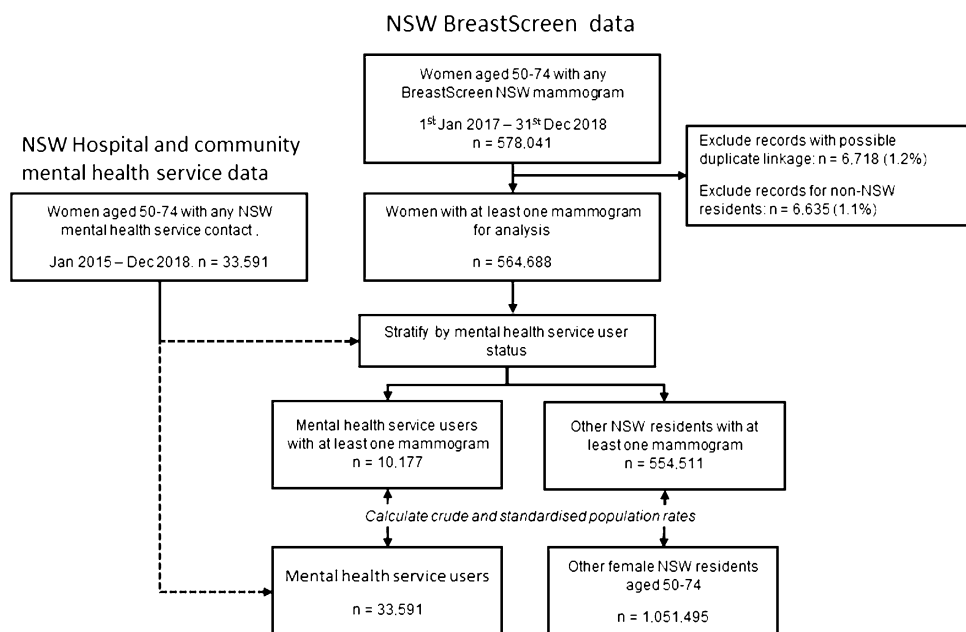 NSW BreastScreen data
Women aged 50-74 with any
BreastScreen NSW mammogram
1st Jan 2017 – 31st Dec 2018
n = 578.041
NSW Hospital and community
mental health service data
Exclude records with possible
duplicate linkage: n = 6.718 (1.2%)
Exclude records for non-NSW
residents: n = 6.635 (1.1%)
Women aged 50-74 with any NSW
mental health service contact .
Jan 2015 – Dec 2018. n = 33.591
Women with at least one mammogram
for analysis
n = 564.688
Stratify by mental health service user
status
Mental health service users
with at least one mammogram
n = 10.177
Other NSW residents with at
least one mammogram
n = 554.511
Calculate crude and standardised population rates
Mental health service users
n = 33.591
Other female NSW residents
aged 50-74
n = 1.051.495